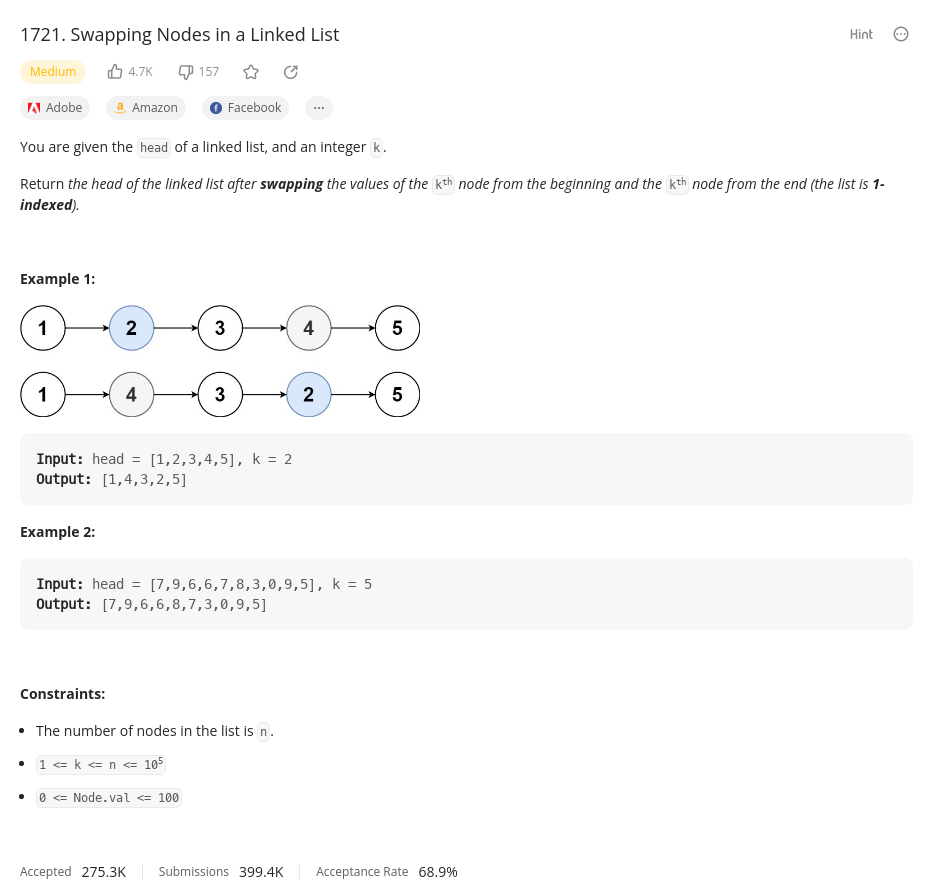 1721. Swapping Nodes in a Linked List
Hint
Medium
4.7K
157
Adobe
Amazon
Facebook
...
You are given the head of a linked list, and an integer k.
Return the head of the linked list after swapping the values of the kth node from the beginning and the kth node from the end (the list is 1-
indexed).
Example 1:
1 2 3 4 5
1 4 3 2 5
Input: head = [1,2,3,4,5], k = 2
Output: [1,4,3,2,5]
Example 2:
Input: head = [7,9,6,6,7,8,3,0,9,5], k = 5
Output: [7,9,6,6,8,7,3,0,9,5]
Constraints:
• The number of nodes in the list is n.
• 1 <= k <= n <= 10⁵
• 0 <= Node.val <= 100
Accepted 275.3K Submissions 399.4K Acceptance Rate 68.9%